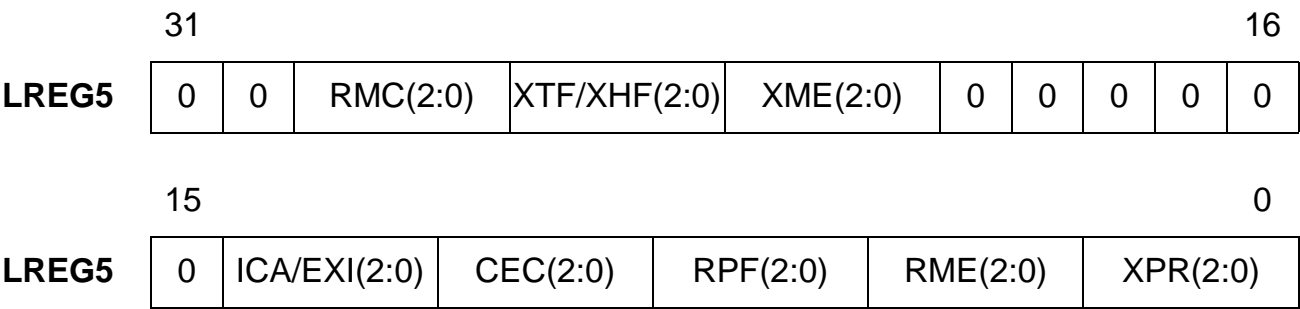 31 16
LREG5 0 0 RMC(2:0) XTF/XHF(2:0) XME(2:0) 0 0 0 0 0
15 0
LREG5 0 ICA/EXI(2:0) CEC(2:0) RPF(2:0) RME(2:0) XPR(2:0)